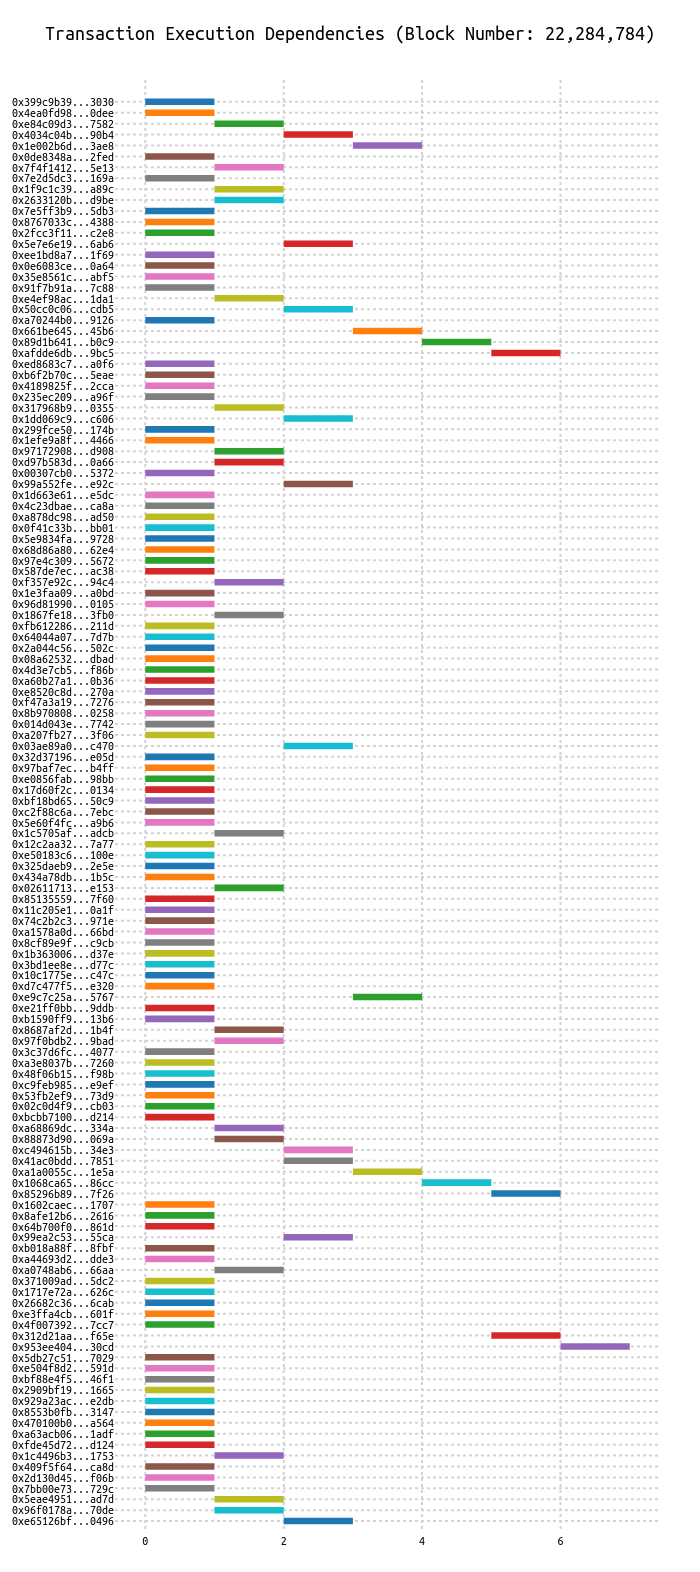 Transaction Execution Dependencies (Block Number: 22,284,784)
0x399c9b39...3030
0x4ea0fd98...0dee
0xe84c09d3...7582
0x4034c04b...90b4
0x1e002b6d...3ae8
0x0de8348a...2fed
0x7f4f1412...5e13
0x7e2d5dc3...169a
0x1f9c1c39...a89c
0x2633120b...d9be
0x7e5ff3b9...5db3
0x8767033c...4388
0x2fcc3f11...c2e8
0x5e7e6e19...6ab6
0xee1bd8a7...1f69
0x0e6083ce...0a64
0x35e8561c...abf5
0x91f7b91a...7c88
0xe4ef98ac...1da1
0x50cc0c06...cdb5
0xa70244b0...9126
0x661be645...45b6
0x89d1b641...b0c9
0xafdde6db...9bc5
0xed8683c7...a0f6
0xb6f2b70c...5eae
0x4189825f...2cca
0x235ec209...a96f
0x317968b9...0355
0x1dd069c9...c606
0x299fce50...174b
0x1efe9a8f...4466
0x97172908...d908
0xd97b583d...0a66
0x00307cb0...5372
0x99a552fe...e92c
0x1d663e61...e5dc
0x4c23dbae...ca8a
0xa878dc98...ad50
0x0f41c33b...bb01
0x5e9834fa...9728
0x68d86a80...62e4
0x97e4c309...5672
0x587de7ec...ac38
0xf357e92c...94c4
0x1e3faa09...a0bd
0x96d81990...0105
0x1867fe18...3fb0
0xfb612286...211d
0x64044a07...7d7b
0x2a044c56...502c
0x08a62532...dbad
0x4d3e7cb5...f86b
0xa60b27a1...0b36
0xe8520c8d...270a
0xf47a3a19...7276
0x8b970808...0258
0x014d043e...7742
0xa207fb27...3f06
0x03ae89a0...c470
0x32d37196...e05d
0x97baf7ec...b4ff
0xe0856fab...98bb
0x17d60f2c...0134
0xbf18bd65...50c9
0xc2f88c6a...7ebc
0x5e60f4fc...a9b6
0x1c5705af...adcb
0x12c2aa32...7a77
0xe50183c6...100e
0x325daeb9...2e5e
0x434a78db...1b5c
0x02611713...e153
0x85135559...7f60
0x11c205e1...0a1f
0x74c2b2c3...971e
0xa1578a0d...66bd
0x8cf89e9f...c9cb
0x1b363006...d37e
0x3bd1ee8e...d77c
0x10c1775e...c47c
0xd7c477f5...e320
0xe9c7c25a...5767
0xe21ff0bb...9ddb
0xb1590ff9...13b6
0x8687af2d...1b4f
0x97f0bdb2...9bad
0x3c37d6fc...4077
0xa3e8037b...7260
0x48f06b15...f98b
0xc9feb985...e9ef
0x53fb2ef9...73d9
0x02c0d4f9...cb03
0xbcbb7100...d214
0xa68869dc...334a
0x88873d90...069a
0xc494615b...34e3
0x41ac0bdd...7851
0xa1a0055c...1e5a
0x1068ca65...86cc
0x85296b89...7f26
0x1602caec...1707
0x8afe12b6...2616
0x64b700f0...861d
0x99ea2c53...55ca
0xb018a88f...8fbf
0xa44693d2...dde3
0xa0748ab6...66aa
0x371009ad...5dc2
0x1717e72a...626c
0x26682c36...6cab
0xe3ffa4cb...601f
0x4f007392...7cc7
0x312d21aa...f65e
0x953ee404...30cd
0x5db27c51...7029
0xe504f8d2...591d
0xbf88e4f5...46f1
0x2909bf19...1665
0x929a23ac...e2db
0x8553b0fb...3147
0x470100b0...a564
0xa63acb06...1adf
0xfde45d72...d124
0x1c4496b3...1753
0x409f5f64...ca8d
0x2d130d45...f06b
0x7bb00e73...729c
0x5eae4951...ad7d
0x96f0178a...70de
0xe65126bf...0496
0 2 4 6